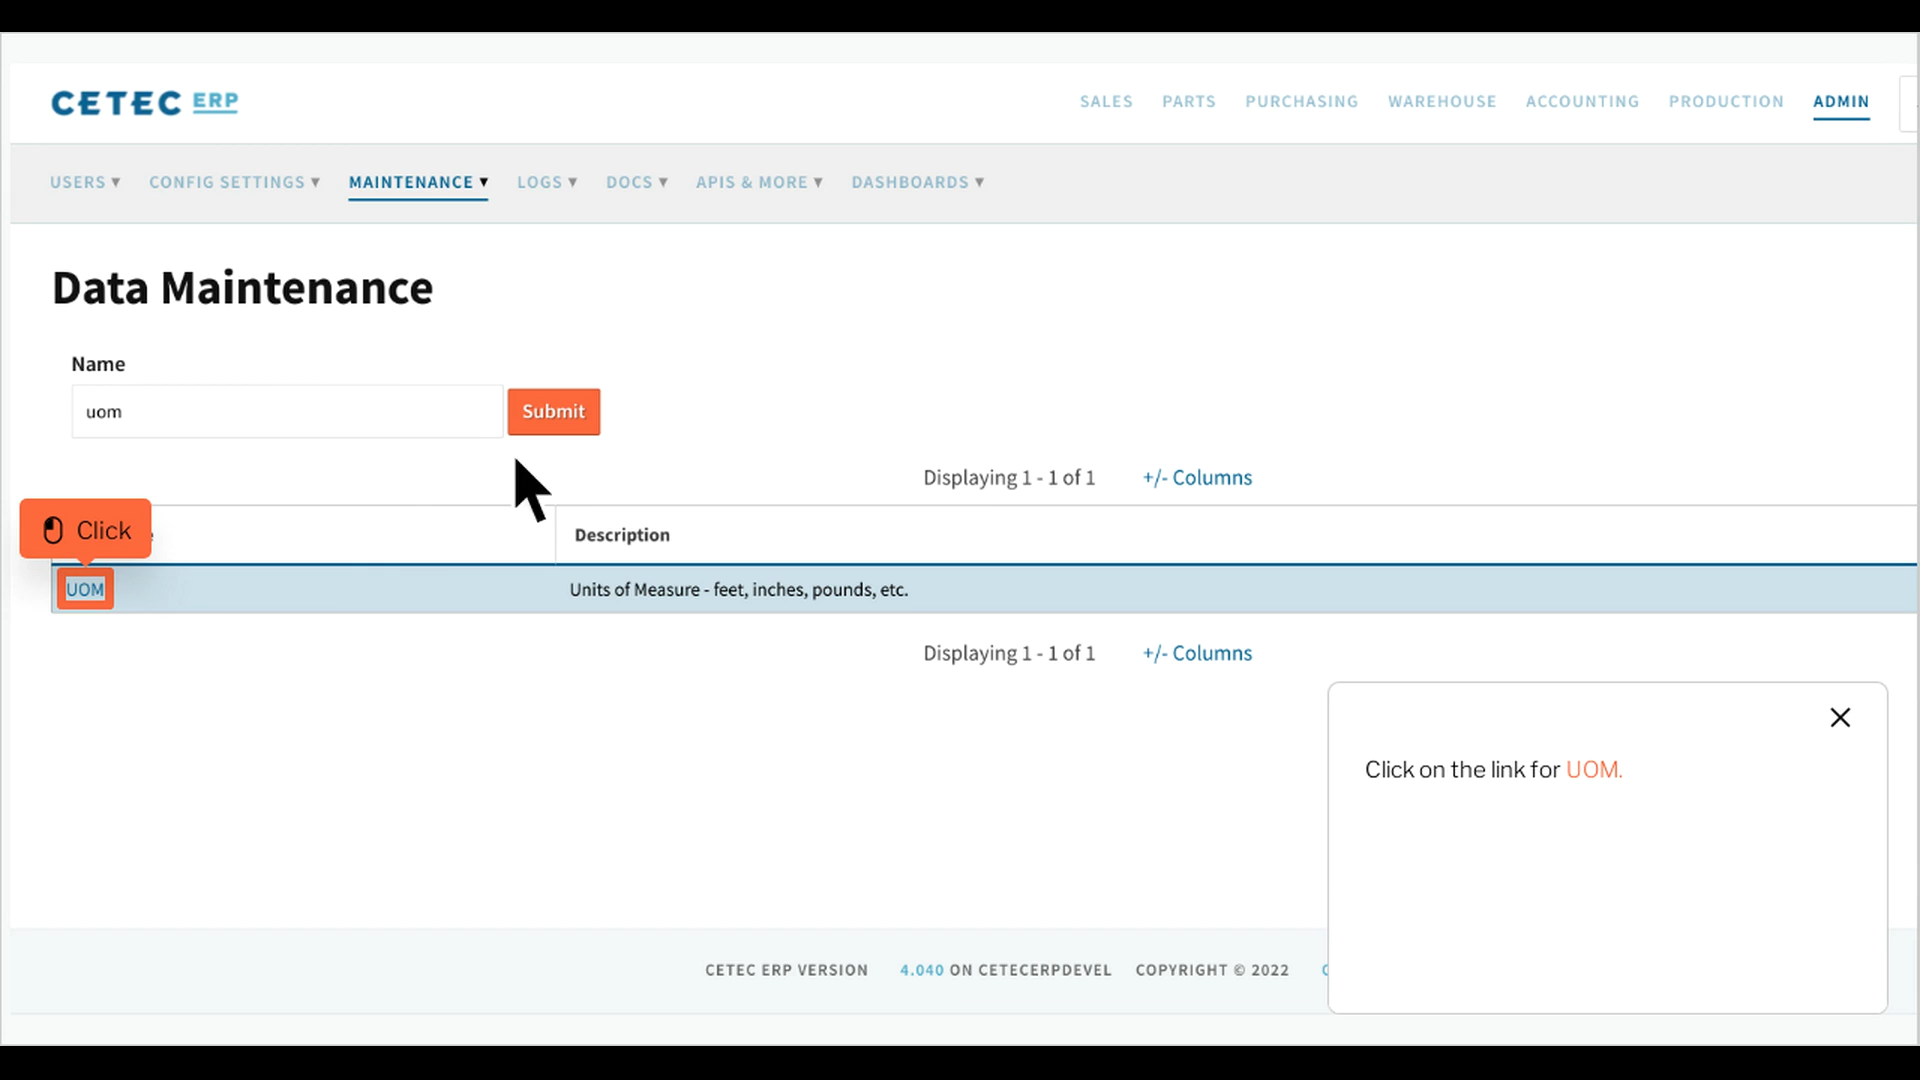 CETEC ERP
SALES PARTS PURCHASING WAREHOUSE ACCOUNTING PRODUCTION ADMIN
USERS ▾ CONFIG SETTINGS ▾ MAINTENANCE ▾ LOGS ▾ DOCS ▾ APIS & MORE ▾ DASHBOARDS ▾
Data Maintenance
Name
uom
Submit
Displaying 1 - 1 of 1 +/- Columns
Click
Description
UOM Units of Measure - feet, inches, pounds, etc.
Displaying 1 - 1 of 1 +/- Columns
Click on the link for UOM.
CETEC ERP VERSION 4.040 ON CETECERPDEVEL COPYRIGHT © 2022